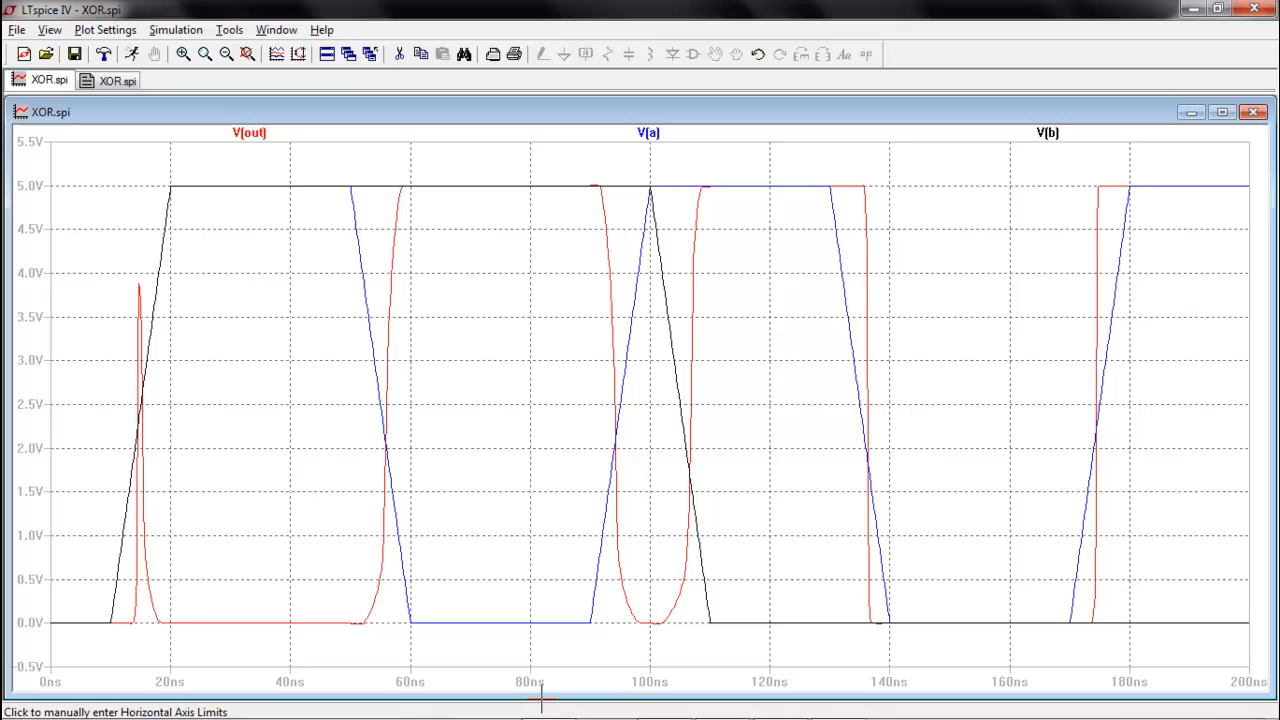 LTspice IV - XOR.spi
File View Plot Settings Simulation Tools Window Help
XOR.spi XOR.spi
XOR.spi
V(out) V(a) V(b)
5.5V
5.0V
4.5V
4.0V
3.5V
3.0V
2.5V
2.0V
1.5V
1.0V
0.5V
0.0V
0.5V
0ns 20ns 40ns 60ns 80ns 100ns 120ns 140ns 160ns 180ns 200ns
Click to manually enter Horizontal Axis Limits